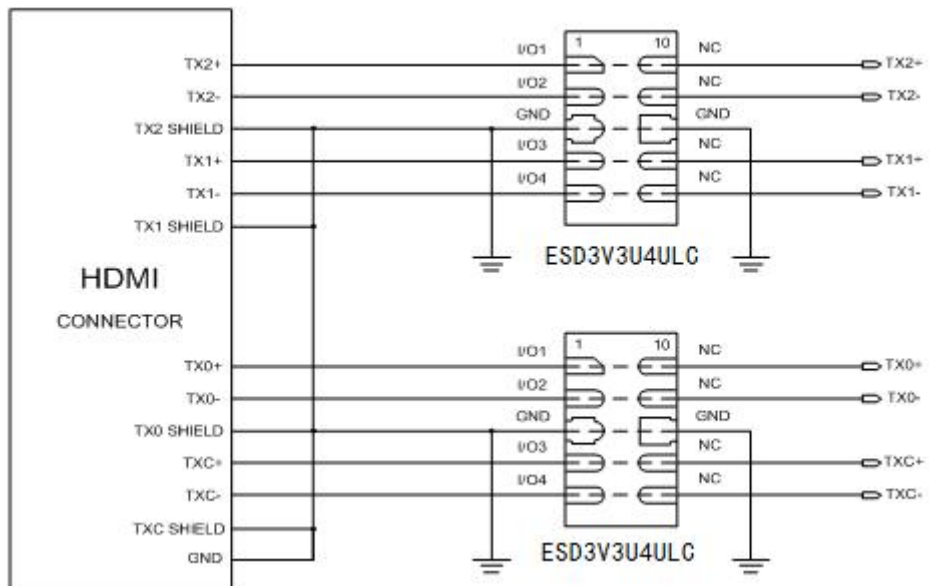 I/O1 1 10 NC
TX2+ TX2+
I/O2 NC
TX2- TX2-
GND GND
TX2 SHIELD
I/O3 NC
TX1+ TX1+
I/O4 NC
TX1- TX1-
TX1 SHIELD
ESD3V3U4ULC
HDMI
CONNECTOR
I/O1 1 10 NC
TX0+ TX0+
I/O2 NC
TX0- TX0-
GND GND
TX0 SHIELD
I/O3 NC
TXC+ TXC+
I/O4 NC
TXC- TXC-
TXC SHIELD
GND
ESD3V3U4ULC